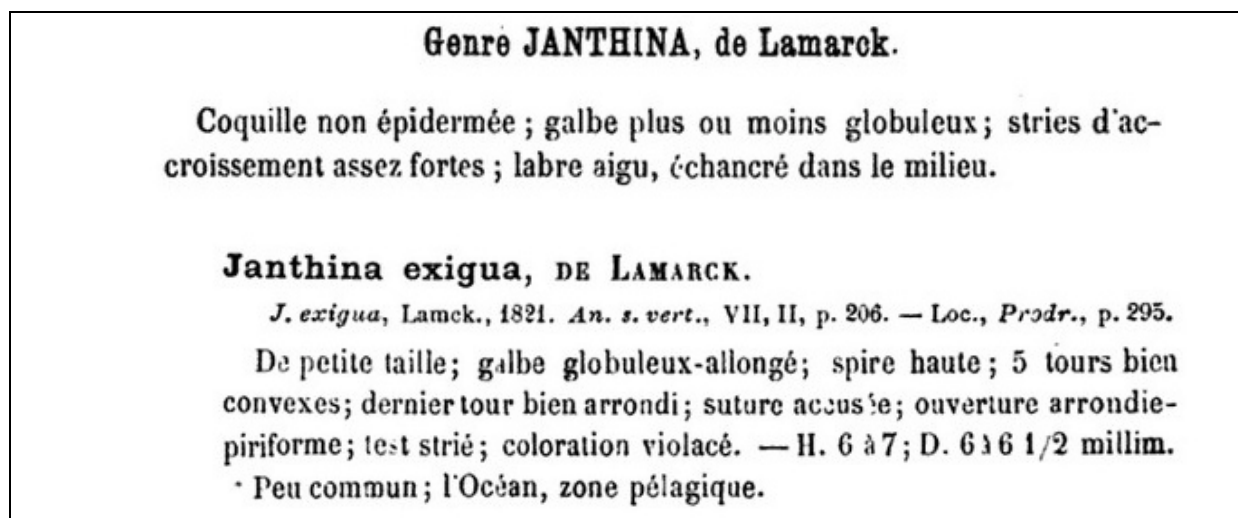 Genre JANTHINA, de Lamarck.
Coquille non épidermée ; galbe plus ou moins globuleux ; stries d'ac-
croissement assez fortes ; labre aigu, échancré dans le milieu.
Janthina exigua, DE LAMARCK.
J. exigua, Lamck., 1821. An. s. vert., VII, II, p. 206. — Loc., Prodr., p. 295.
De petite taille ; galbe globuleux-allongé ; spire haute ; 5 tours bien
convexes ; dernier tour bien arrondi ; suture accusée ; ouverture arrondie-
piriforme ; test strié ; coloration violacé. — H. 6 à 7 ; D. 6 à 6 1/2 millim.
Peu commun ; l'Océan, zone pélagique.